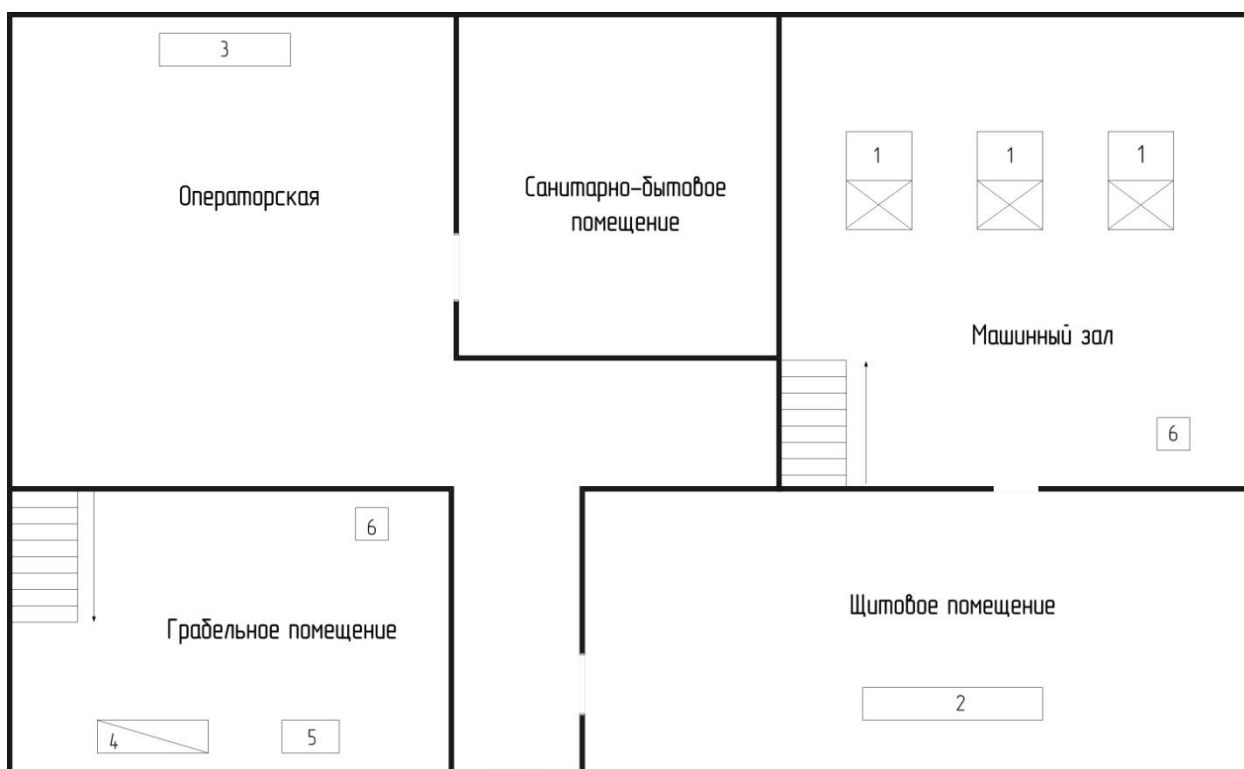 3
Операторская
Санитарно-бытовое
помещение
1 1 1
Машинный зал
6
6
Грабельное помещение
4 5
Щитовое помещение
2